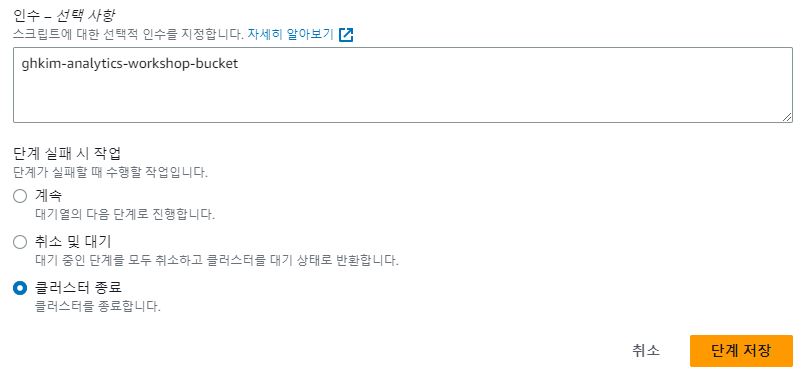 인수 – 선택 사항
스크립트에 대한 선택적 인수를 지정합니다. 자세히 알아보기
ghkim-analytics-workshop-bucket
단계 실패 시 작업
단계가 실패할 때 수행할 작업입니다.
계속
대기열의 다음 단계로 진행합니다.
취소 및 대기
대기 중인 단계를 모두 취소하고 클러스터를 대기 상태로 반환합니다.
클러스터 종료
클러스터를 종료합니다.
취소 단계 저장